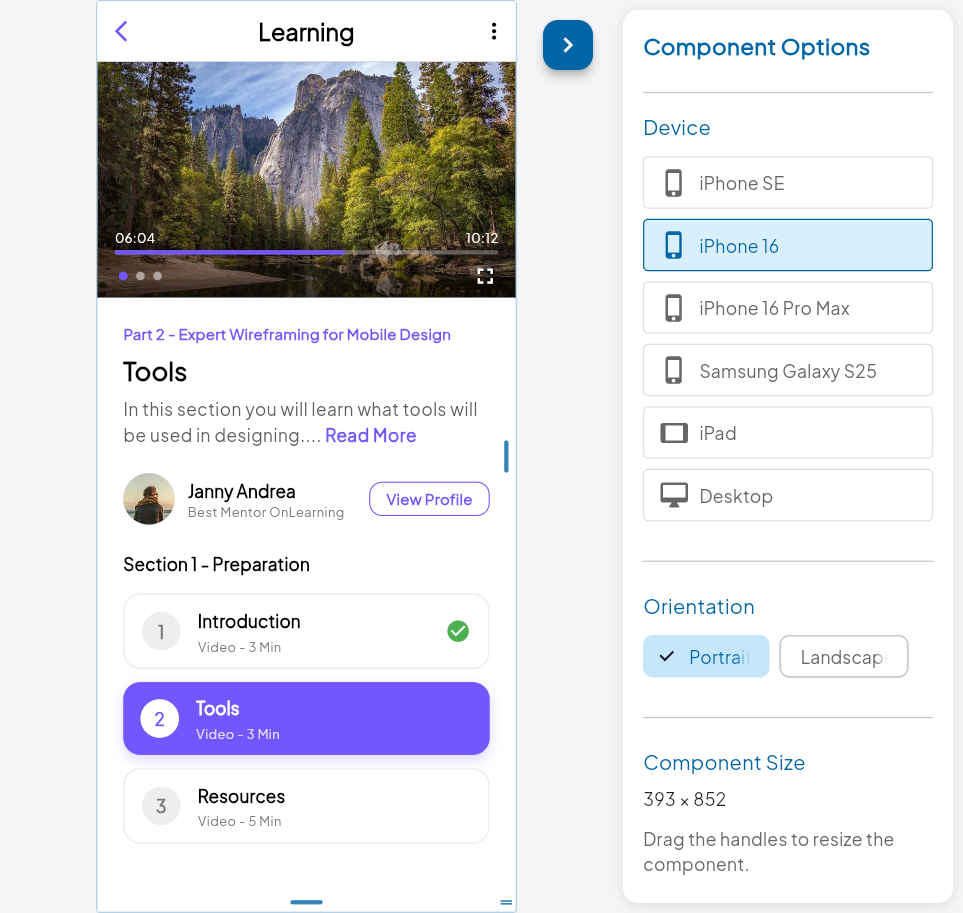 Learning
06:04
10:12
Part 2 - Expert Wireframing for Mobile Design
Tools
In this section you will learn what tools will
be used in designing.... Read More
Janny Andrea
Best Mentor OnLearning
View Profile
Section 1 - Preparation
1
Introduction
Video - 3 Min
2
Tools
Video - 3 Min
3
Resources
Video - 5 Min
Component Options
Device
iPhone SE
iPhone 16
iPhone 16 Pro Max
Samsung Galaxy S25
iPad
Desktop
Orientation
Portrait
Landscap
Component Size
393 × 852
Drag the handles to resize the
component.